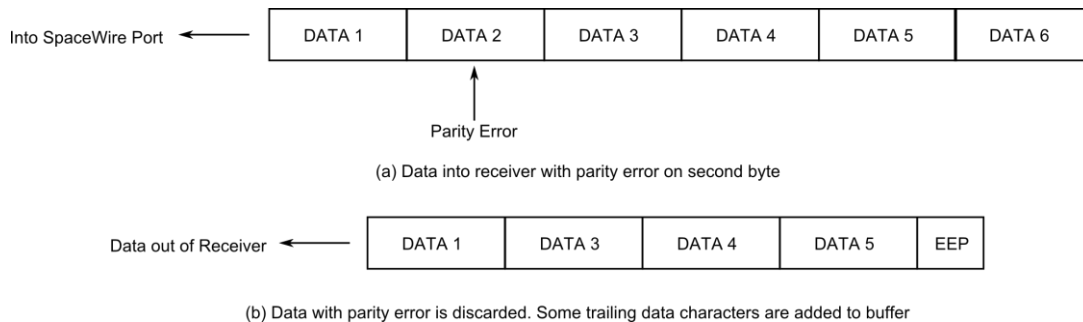 Into SpaceWire Port
DATA 1 DATA 2 DATA 3 DATA 4 DATA 5 DATA 6
Parity Error
(a) Data into receiver with parity error on second byte
Data out of Receiver
DATA 1 DATA 3 DATA 4 DATA 5 EEP
(b) Data with parity error is discarded. Some trailing data characters are added to buffer